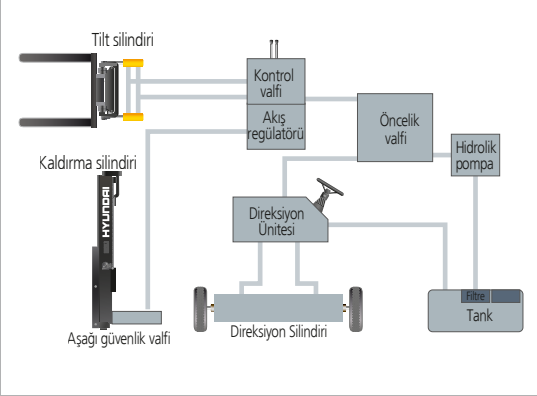 Tilt silindiri
Kontrol
valfi
Akış
regülatörü
Öncelik
valfi
Hidrolik
pompa
Kaldırma silindiri
HYUNDAI
Direksiyon
Ünitesi
Filtre
Tank
Direksiyon Silindiri
Aşağı güvenlik valfi